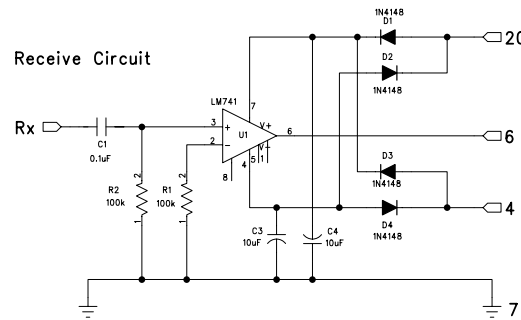 Receive Circuit
1N4148
D1
20
D2
1N4148
LM741
7
Rx
3
+
V+
6
6
C1
0.1uF
U1
2
−
V−
4
5
1
8
D3
1N4148
R2
100k
2
1
R1
100k
2
1
4
D4
1N4148
C3
10uF
C4
10uF
7